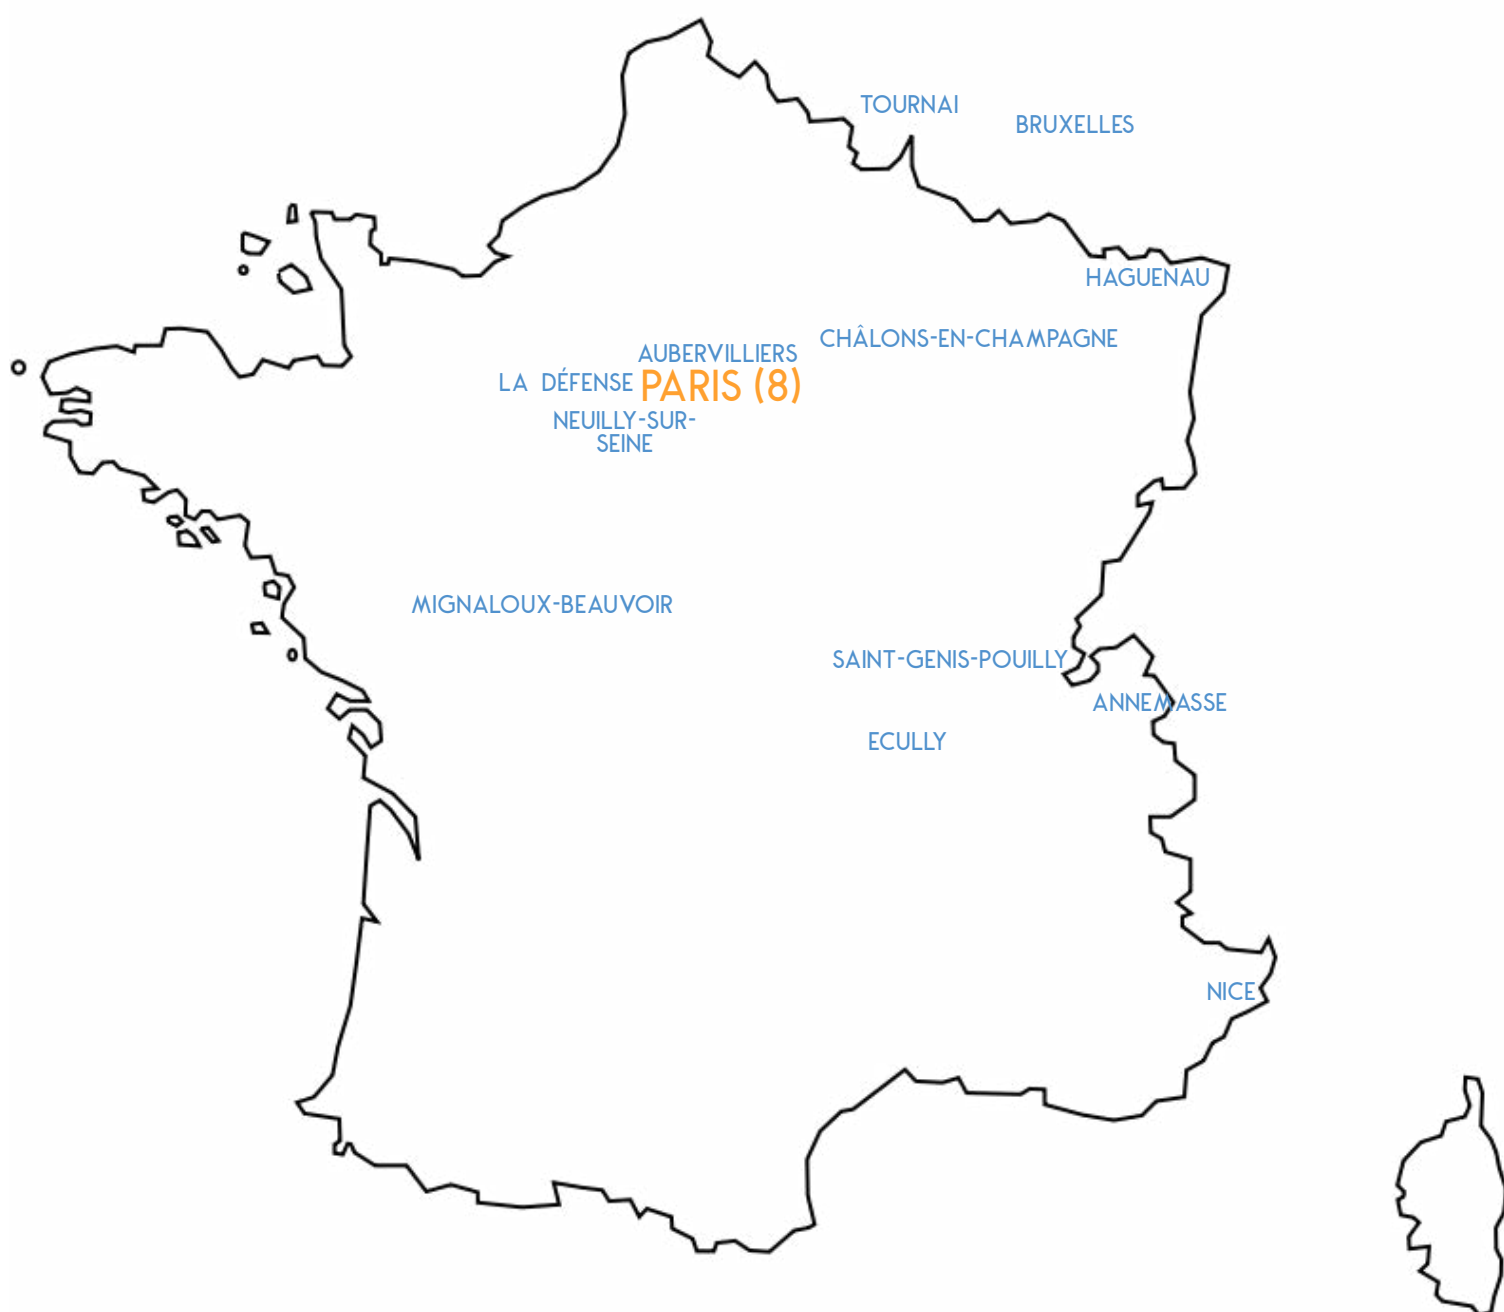 TOURNAI
BRUXELLES
HAGUENAU
CHÂLONS-EN-CHAMPAGNE
AUBERVILLIERS
LA DÉFENSE
PARIS (8)
NEUILLY-SUR-
SEINE
MIGNALOUX-BEAUVOIR
SAINT-GENIS-POUILLY
ANNEMASSE
ECULLY
NICE